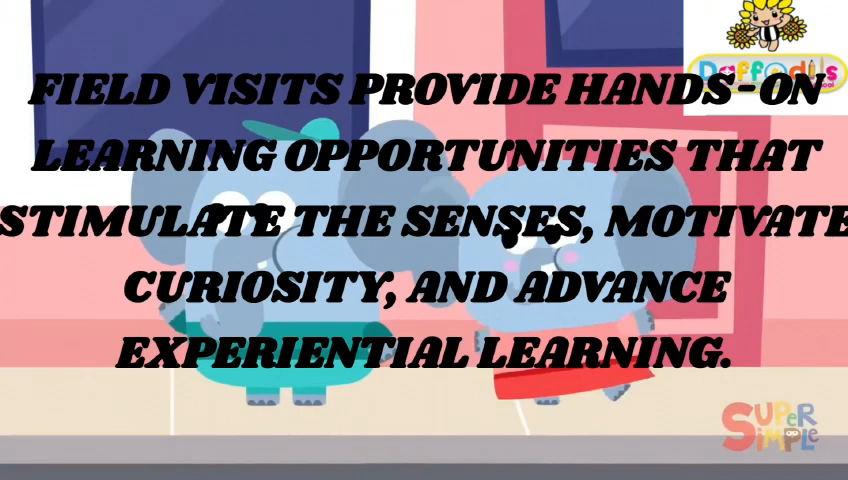 Daffodils
FIELD VISITS PROVIDE HANDS-ON
LEARNING OPPORTUNITIES THAT
STIMULATE THE SENSES, MOTIVATE
CURIOSITY, AND ADVANCE
EXPERIENTIAL LEARNING.
SUPER
SIMPLE